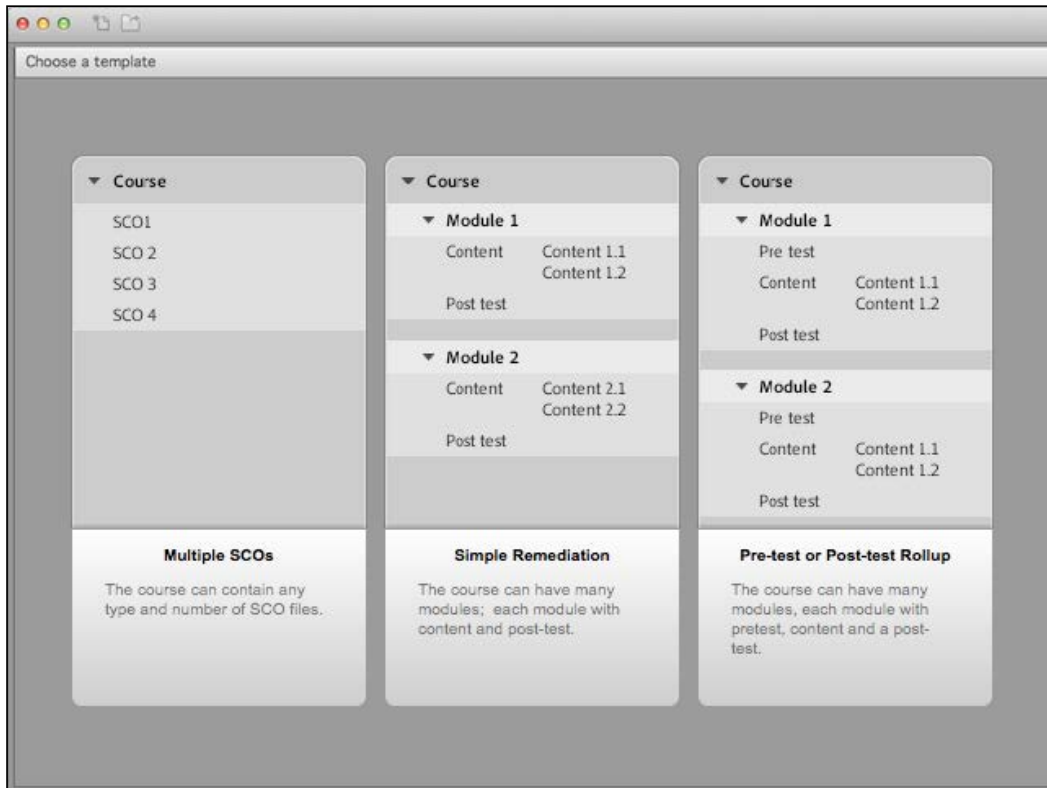 Choose a template
Course
SCO1
SCO 2
SCO 3
SCO 4
Multiple SCOs
The course can contain any
type and number of SCO files.
Course
Module 1
Content Content 1.1
Content 1.2
Post test
Module 2
Content Content 2.1
Content 2.2
Post test
Simple Remediation
The course can have many
modules; each module with
content and post-test.
Course
Module 1
Pre test
Content Content 1.1
Content 1.2
Post test
Module 2
Pre test
Content Content 1.1
Content 1.2
Post test
Pre-test or Post-test Rollup
The course can have many
modules, each module with
pretest, content and a post-
test.